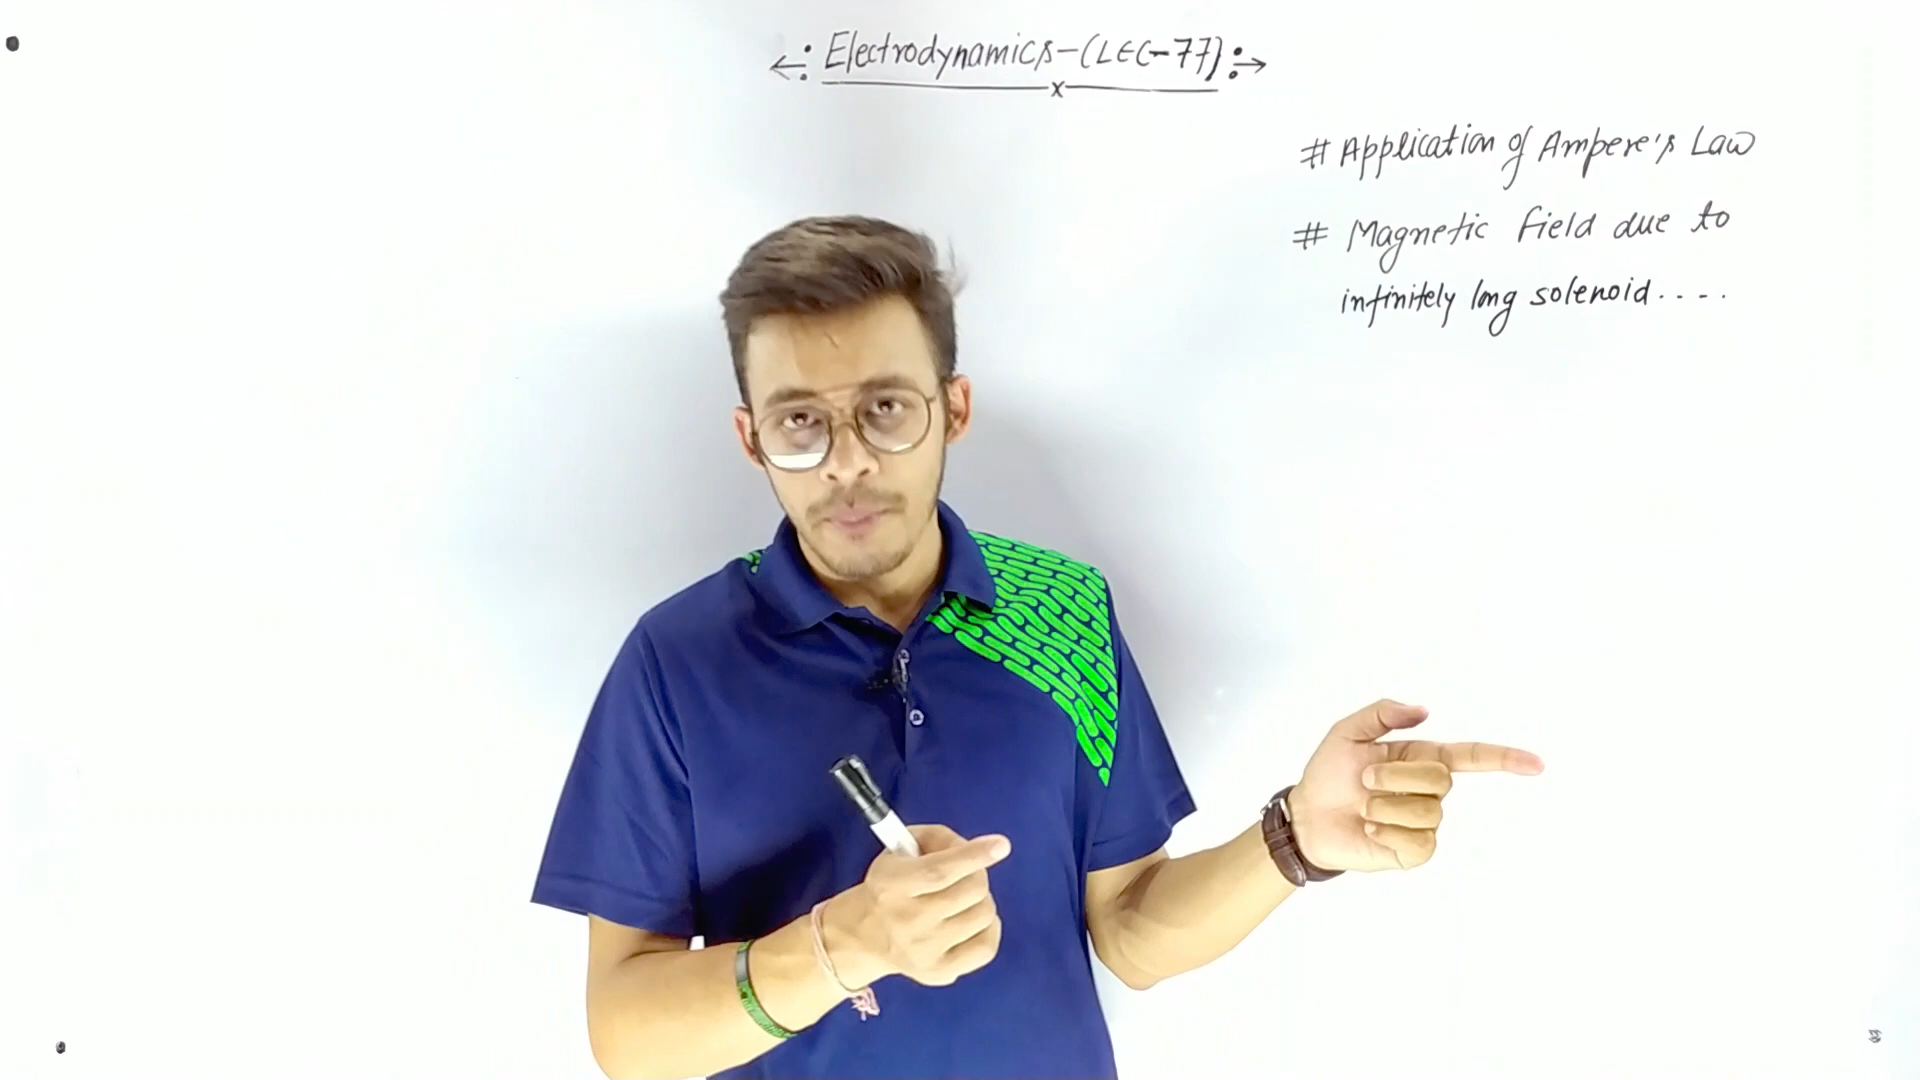 Electrodynamics-(LEC-77)
# Application of Ampere's Law
# Magnetic field due to
infinitely long solenoid....